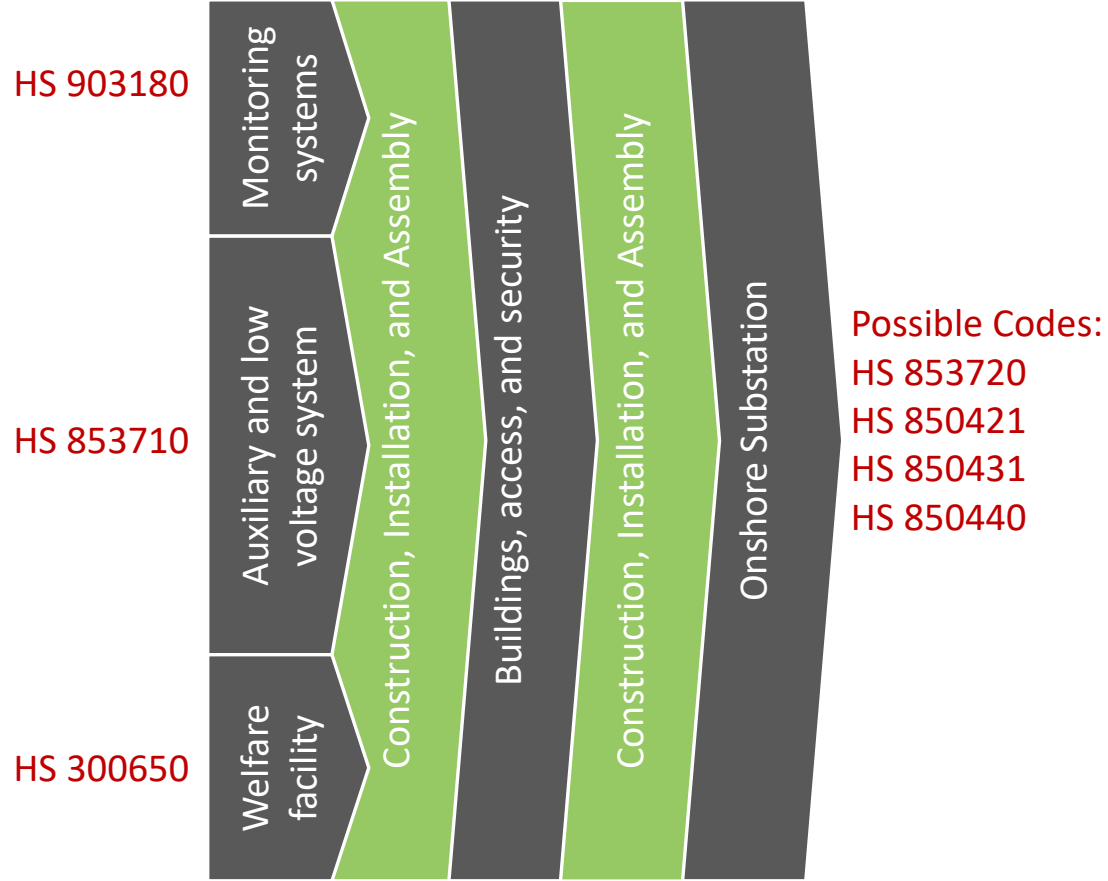 HS 903180
Monitoring
systems
HS 853710
Auxiliary and low
voltage system
HS 300650
Welfare
facility
Construction, Installation, and Assembly
Buildings, access, and security
Construction, Installation, and Assembly
Onshore Substation
Possible Codes:
HS 853720
HS 850421
HS 850431
HS 850440